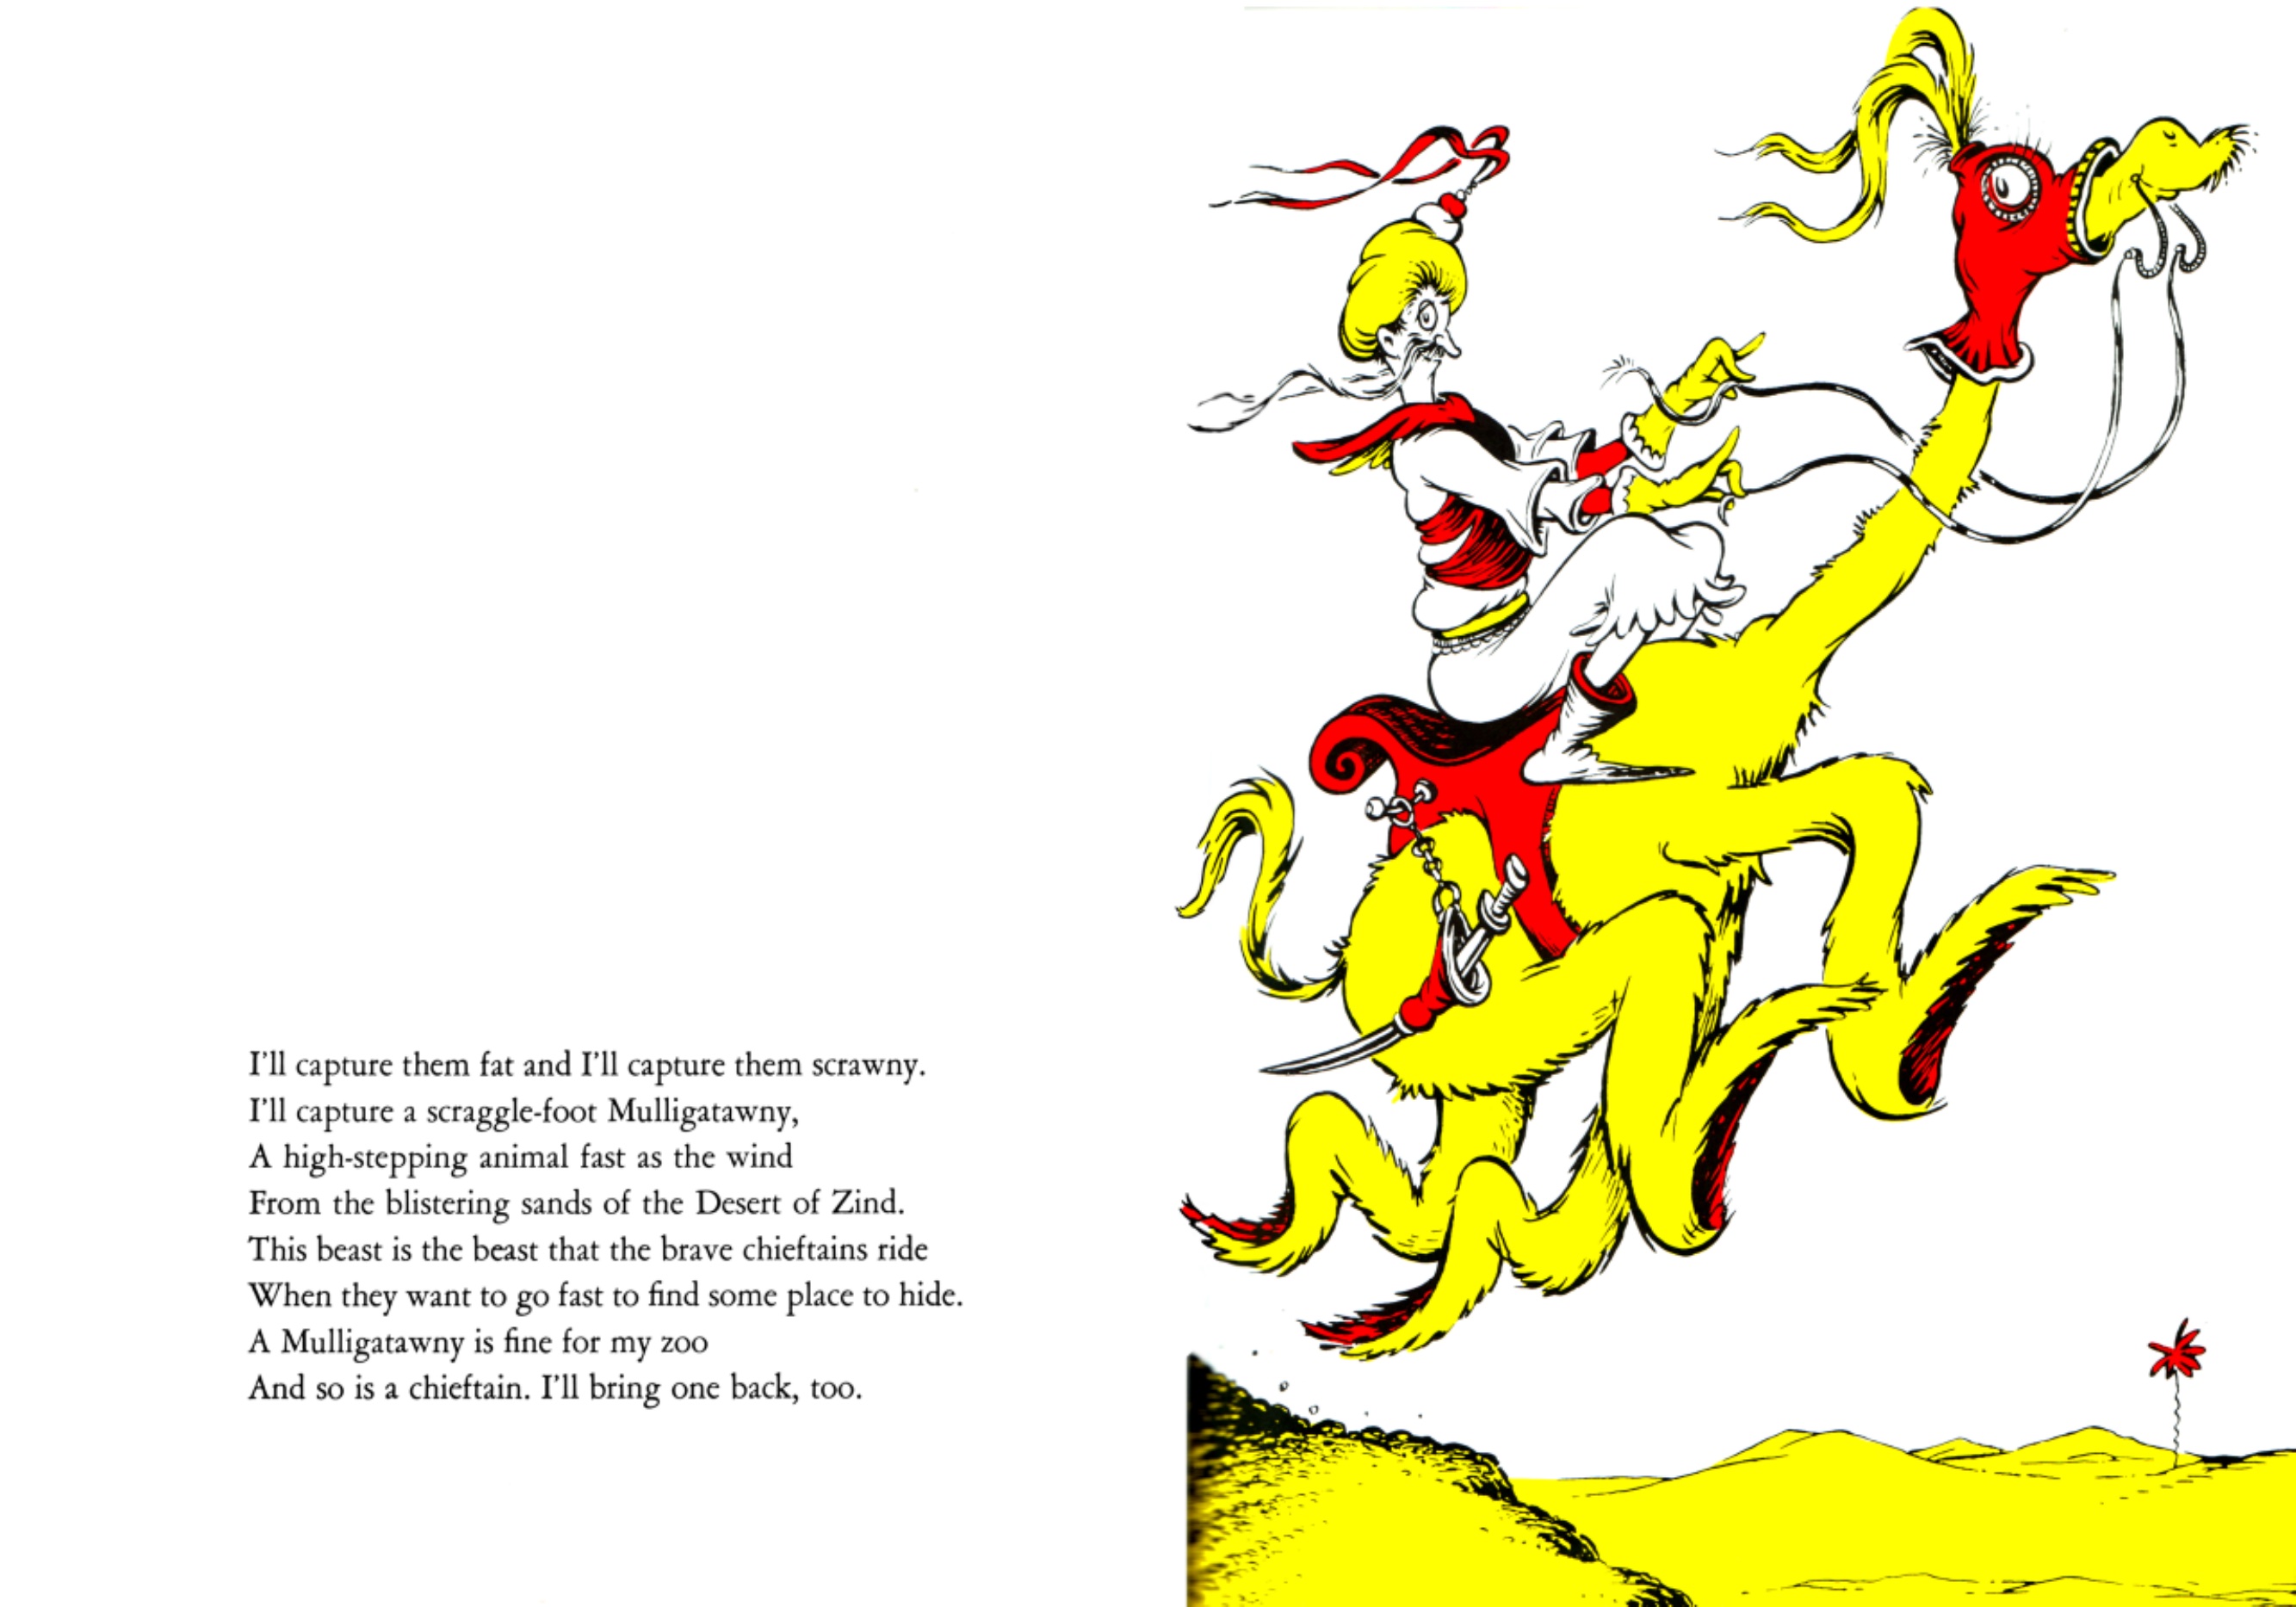 I'll capture them fat and I'll capture them scrawny.
I'll capture a scraggle-foot Mulligatawny,
A high-stepping animal fast as the wind
From the blistering sands of the Desert of Zind.
This beast is the beast that the brave chieftains ride
When they want to go fast to find some place to hide.
A Mulligatawny is fine for my zoo
And so is a chieftain. I'll bring one back, too.